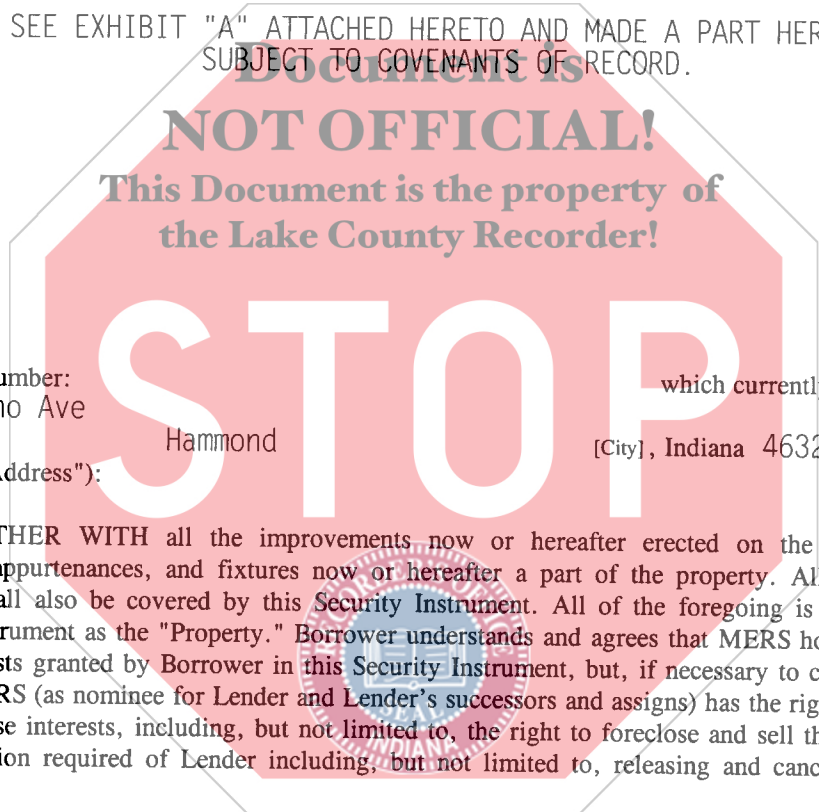 SEE EXHIBIT "A" ATTACHED HERETO AND MADE A PART HER
SUBJECT TO COVENANTS OF RECORD.
Document is
NOT OFFICIAL!
This Document is the property of
the Lake County Recorder!
STOP
umber: which currently
no Ave
Hammond [City], Indiana 4632
ddress"):
THER WITH all the improvements now or hereafter erected on the
appurtenances, and fixtures now or hereafter a part of the property. All
all also be covered by this Security Instrument. All of the foregoing is
rument as the "Property." Borrower understands and agrees that MERS ho
sts granted by Borrower in this Security Instrument, but, if necessary to c
RS (as nominee for Lender and Lender's successors and assigns) has the righ
se interests, including, but not limited to, the right to foreclose and sell th
ion required of Lender including, but not limited to, releasing and canc
SEAL
INDIANA